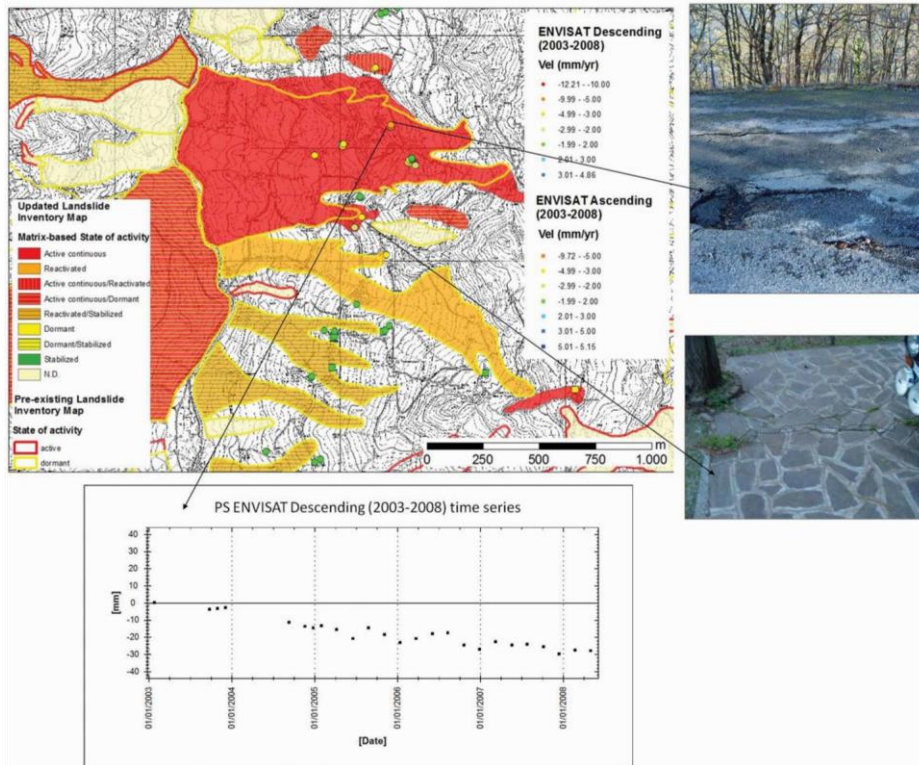 ENVISAT Descending
(2003-2008)
Vel (mm/yr)
-12.21 - -10.00
-9.99 - -5.00
-4.99 - -3.00
-2.99 - -2.00
-1.99 - 2.00
2.01 - 3.00
3.01 - 4.86
ENVISAT Ascending
(2003-2008)
Vel (mm/yr)
-9.72 - -5.00
-4.99 - -3.00
-2.99 - -2.00
-1.99 - 2.00
2.01 - 3.00
3.01 - 5.00
5.01 - 5.15
Updated Landslide
Inventory Map
Matrix-based State of activity
Active continuous
Reactivated
Active continuous/Reactivated
Active continuous/Dormant
Reactivated/Stabilized
Dormant
Dormant/Stabilized
Stabilized
N.D.
Pre-existing Landslide
Inventory Map
State of activity
active
dormant
0 250 500 750 1.000 m
PS ENVISAT Descending (2003-2008) time series
[mm]
40
30
20
10
0
-10
-20
-30
-40
01/01/2003
01/01/2004
01/01/2005
01/01/2006
01/01/2007
01/01/2008
[Date]